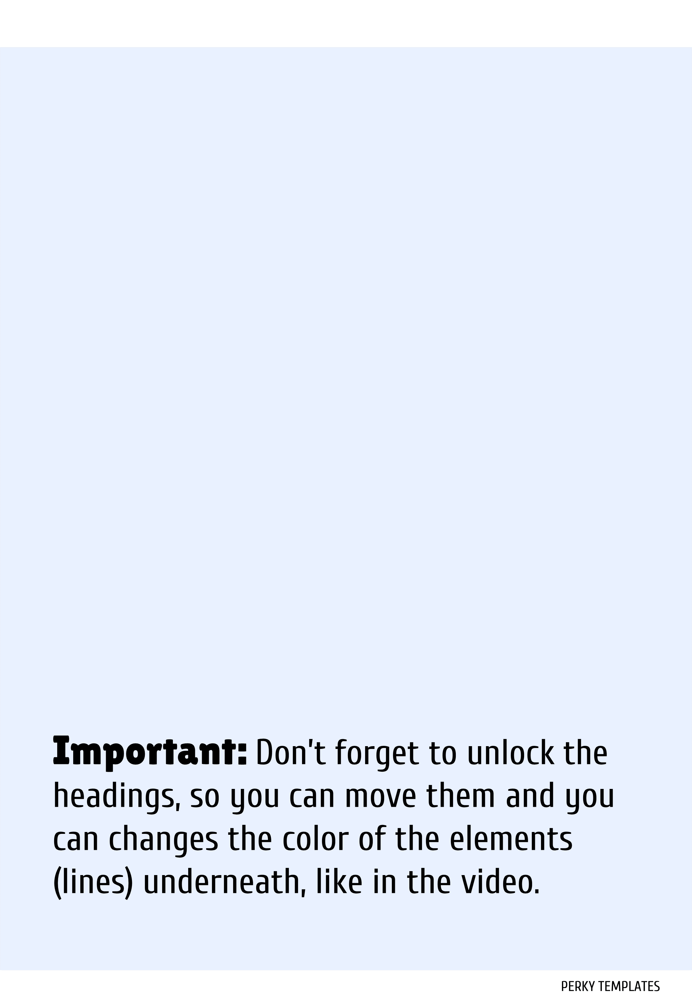 Important: Don't forget to unlock the
headings, so you can move them and you
can changes the color of the elements
(lines) underneath, like in the video.
PERKY TEMPLATES